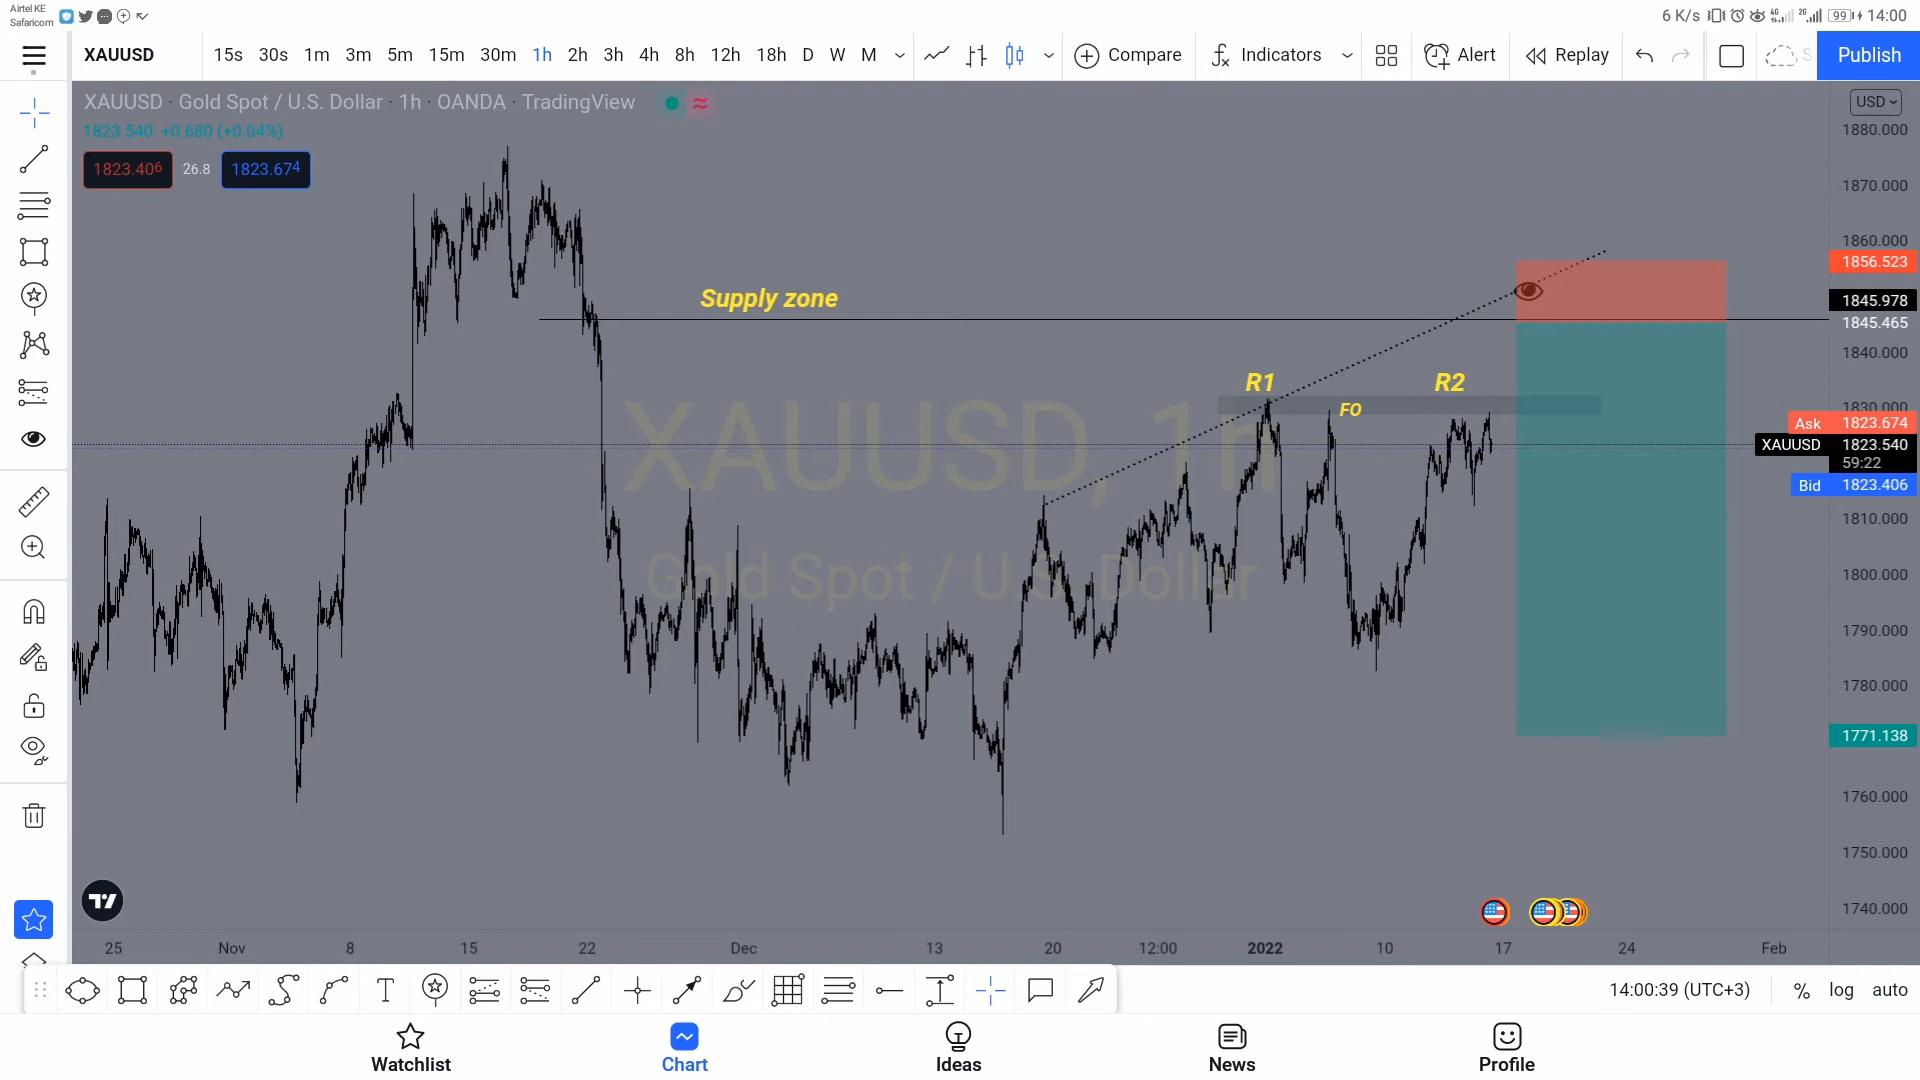 Airtel KE
Safaricom
6 K/s 4G 2G 99 14:00
XAUUSD 15s 30s 1m 3m 5m 15m 30m 1h 2h 3h 4h 8h 12h 18h D W M Compare Indicators Alert Replay S Publish
XAUUSD · Gold Spot / U.S. Dollar · 1h · OANDA · TradingView
USD
1823.540 +0.680 (+0.04%)
1823.406 26.8 1823.674
1880.000
1870.000
1860.000
1856.523
Supply zone
1845.978
1845.465
1840.000
R1
R2
FO
1830.000
Ask 1823.674
XAUUSD 1823.540
59:22
Bid 1823.406
XAUUSD, 1h
Gold Spot / U.S. Dollar
1810.000
1800.000
1790.000
1780.000
1771.138
1760.000
1750.000
1740.000
25 Nov 8 15 22 Dec 13 20 12:00 2022 10 17 24 Feb
T
14:00:39 (UTC+3) % log auto
Watchlist Chart Ideas News Profile